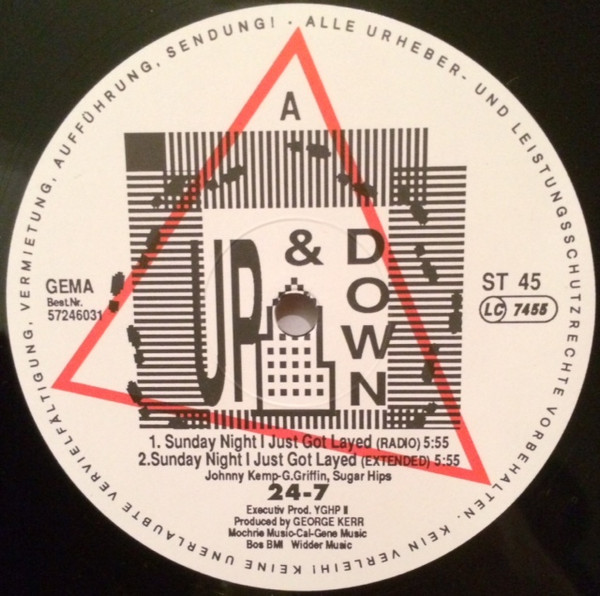 ALLE URHEBER- UND LEISTUNGSSCHUTZRECHTE VORBEHALTEN. KEIN VERLEIH! KEINE UNERLAUBTE VERVIELFÄLTIGUNG, VERMIETUNG, AUFFÜHRUNG, SENDUNG! ·
A
UP & DOWN
GEMA
Best.Nr.
57246031
ST 45
LC 7455
1. Sunday Night I Just Got Layed (RADIO) 5:55
2.Sunday Night I Just Got Layed (EXTENDED) 5:55
Johnny Kemp-G.Griffin, Sugar Hips
24-7
Executiv Prod. YGHP II
Produced by GEORGE KERR
Mochrie Music-Cal-Gene Music
Bos BMI Widder Music